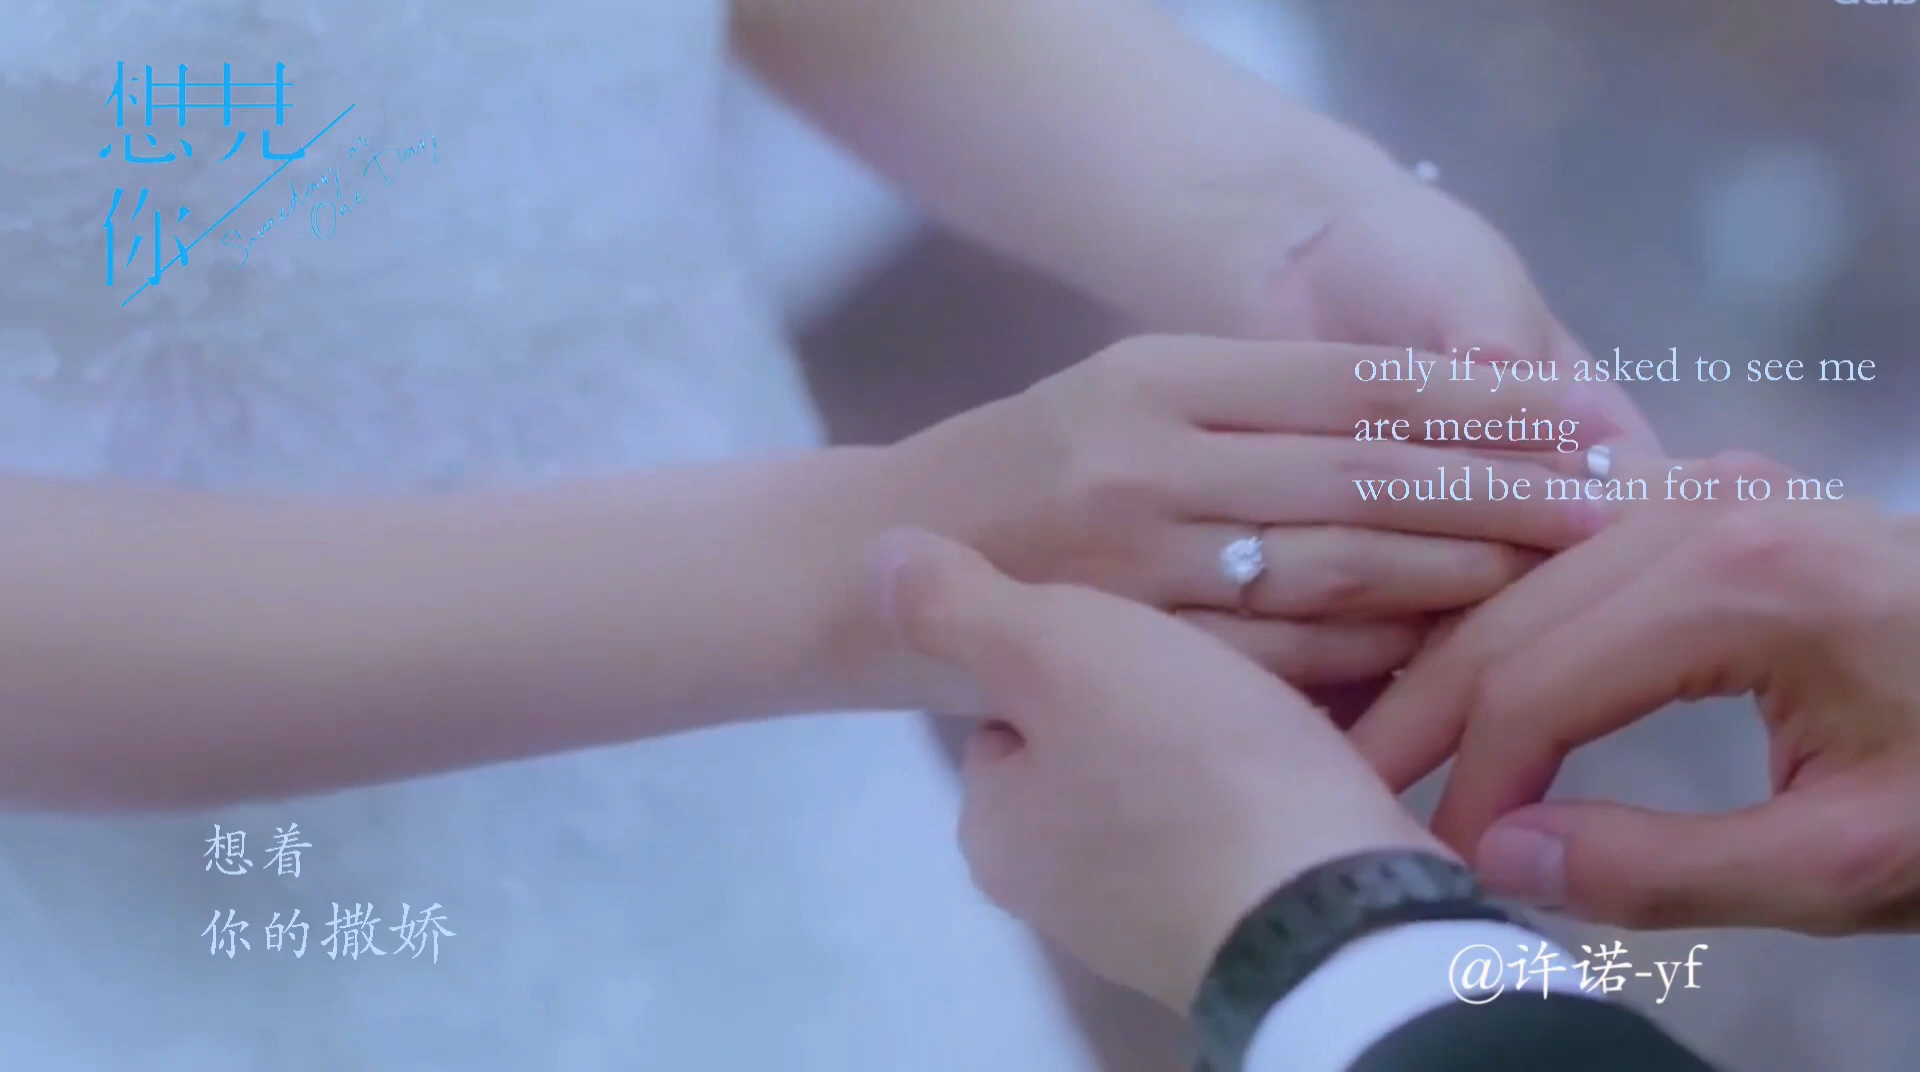 想見
你
Someday or
One Day
only if you asked to see me
are meeting
would be mean for to me
想着
你的撒娇
@许诺-yf